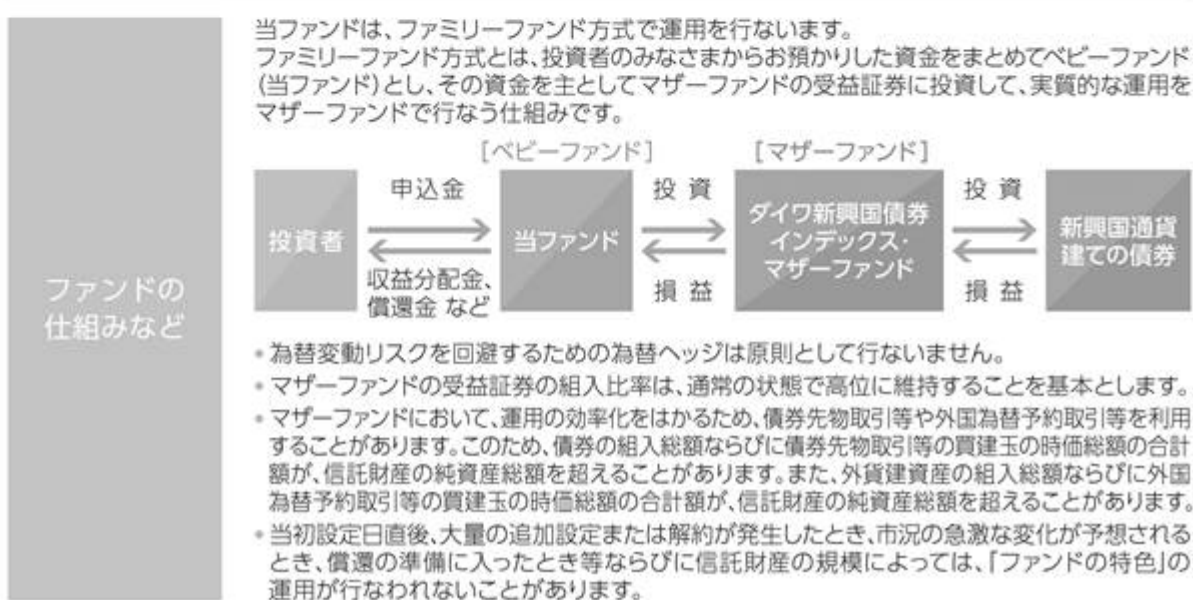 当ファンドは、ファミリーファンド方式で運用を行ないます。
ファミリーファンド方式とは、投資者のみなさまからお預かりした資金をまとめてベビーファンド
(当ファンド)とし、その資金を主としてマザーファンドの受益証券に投資して、実質的な運用を
マザーファンドで行なう仕組みです。
[ベビーファンド]
[マザーファンド]
投資者
申込金
収益分配金、
償還金 など
当ファンド
投 資
損 益
ダイワ新興国債券
インデックス・
マザーファンド
投 資
損 益
新興国通貨
建ての債券
ファンドの
仕組みなど
• 為替変動リスクを回避するための為替ヘッジは原則として行ないません。
• マザーファンドの受益証券の組入比率は、通常の状態で高位に維持することを基本とします。
• マザーファンドにおいて、運用の効率化をはかるため、債券先物取引等や外国為替予約取引等を利用
することがあります。このため、債券の組入総額ならびに債券先物取引等の買建玉の時価総額の合計
額が、信託財産の純資産総額を超えることがあります。また、外貨建資産の組入総額ならびに外国
為替予約取引等の買建玉の時価総額の合計額が、信託財産の純資産総額を超えることがあります。
• 当初設定日直後、大量の追加設定または解約が発生したとき、市況の急激な変化が予想される
とき、償還の準備に入ったとき等ならびに信託財産の規模によっては、「ファンドの特色」の
運用が行なわれないことがあります。